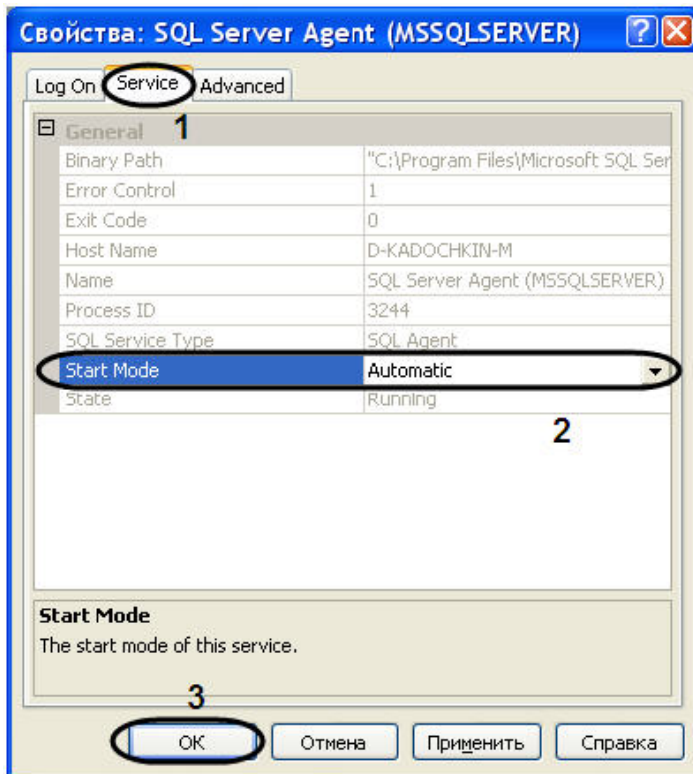 Свойства: SQL Server Agent (MSSQLSERVER)
Log On Service Advanced
1
General
Binary Path "C:\Program Files\Microsoft SQL Ser
Error Control 1
Exit Code 0
Host Name D-KADOCHKIN-M
Name SQL Server Agent (MSSQLSERVER)
Process ID 3244
SQL Service Type SQL Agent
Start Mode Automatic
State Running
2
Start Mode
The start mode of this service.
3
OK Отмена Применить Справка